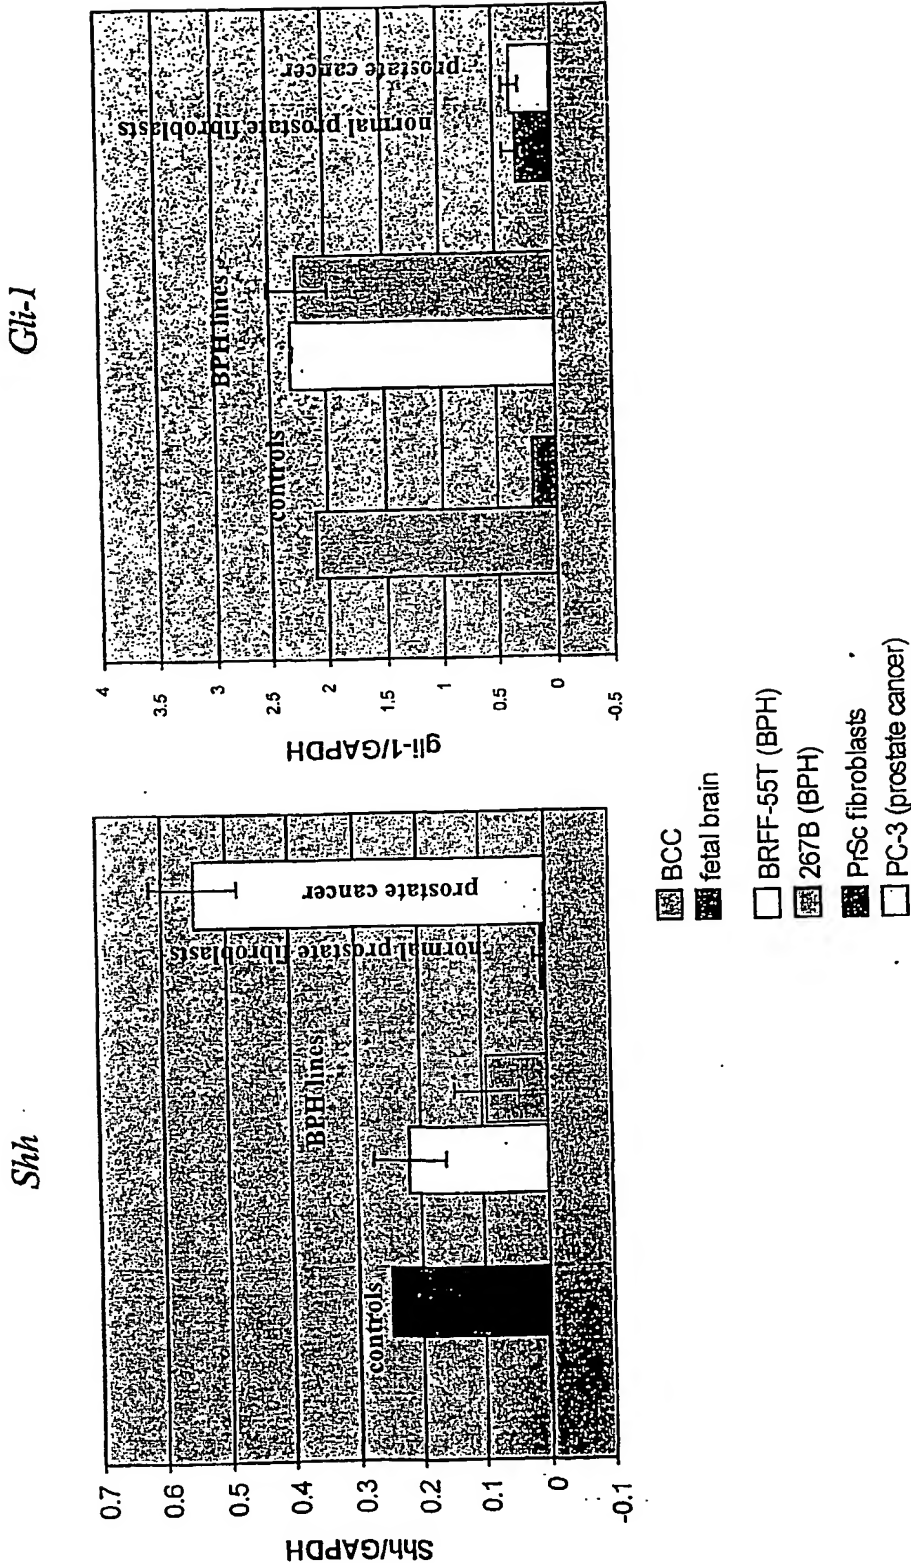 Shh
Shh/GAPDH
0.7
0.6
0.5
0.4
0.3
0.2
0.1
0
-0.1
controls
BPH lines
normal prostate fibroblasts
prostate cancer
Gli-1
gli-1/GAPDH
4
3.5
3
2.5
2
1.5
1
0.5
0
-0.5
controls
BPH lines
normal prostate fibroblasts
prostate cancer
BCC
fetal brain
BRFF-55T (BPH)
267B (BPH)
PrSc fibroblasts
PC-3 (prostate cancer)